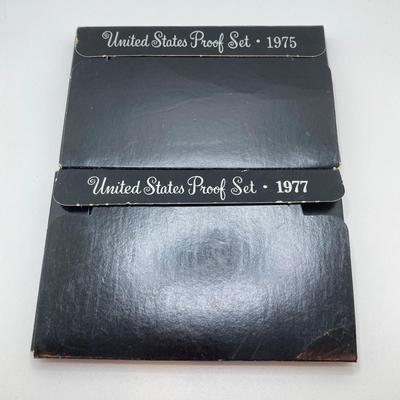 United States Proof Set • 1975
United States Proof Set • 1977